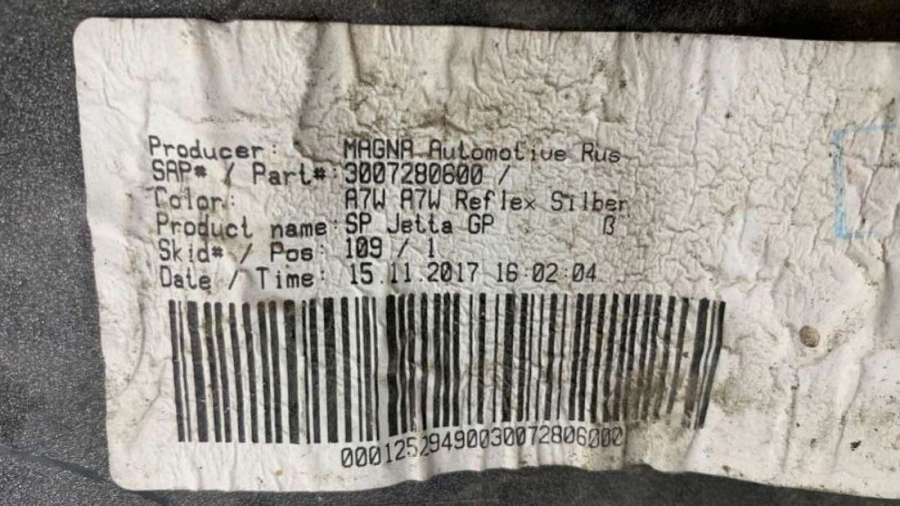 Producer: MAGNA Automotive Rus
SAP# / Part#: 3007280600 /
Color: A7W A7W Reflex Silber
Product name: SP Jetta GP ß
Skid# / Pos: 109 / 1
Date / Time: 15.11.2017 16:02:04
00012529490030072806000